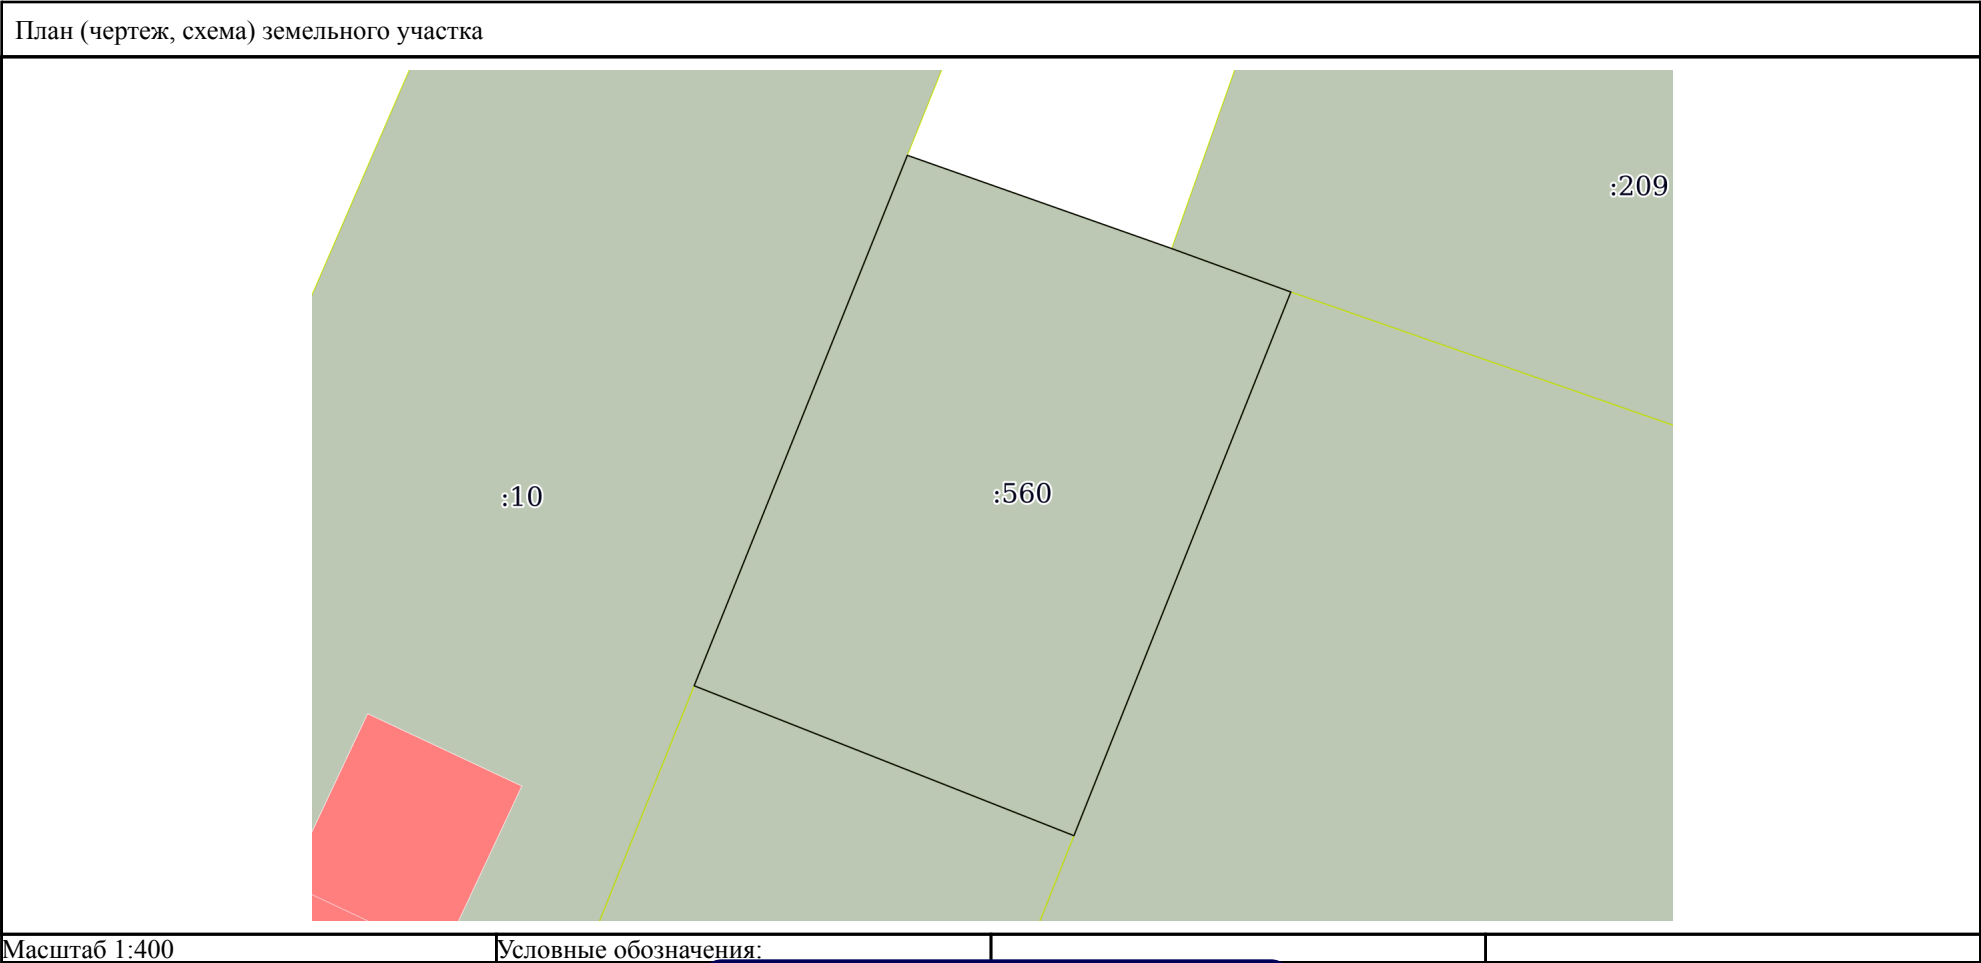 План (чертеж, схема) земельного участка
:209
:10
:560
Масштаб 1:400
Условные обозначения: